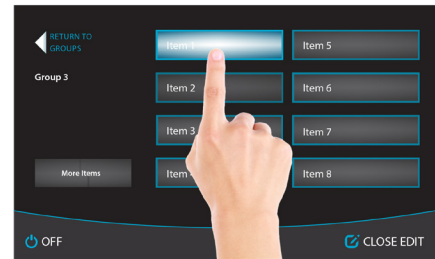 RETURN TO
GROUPS
Group 3
More Items
Item 1
Item 2
Item 3
Item
Item 5
Item 6
Item 7
Item 8
OFF
CLOSE EDIT